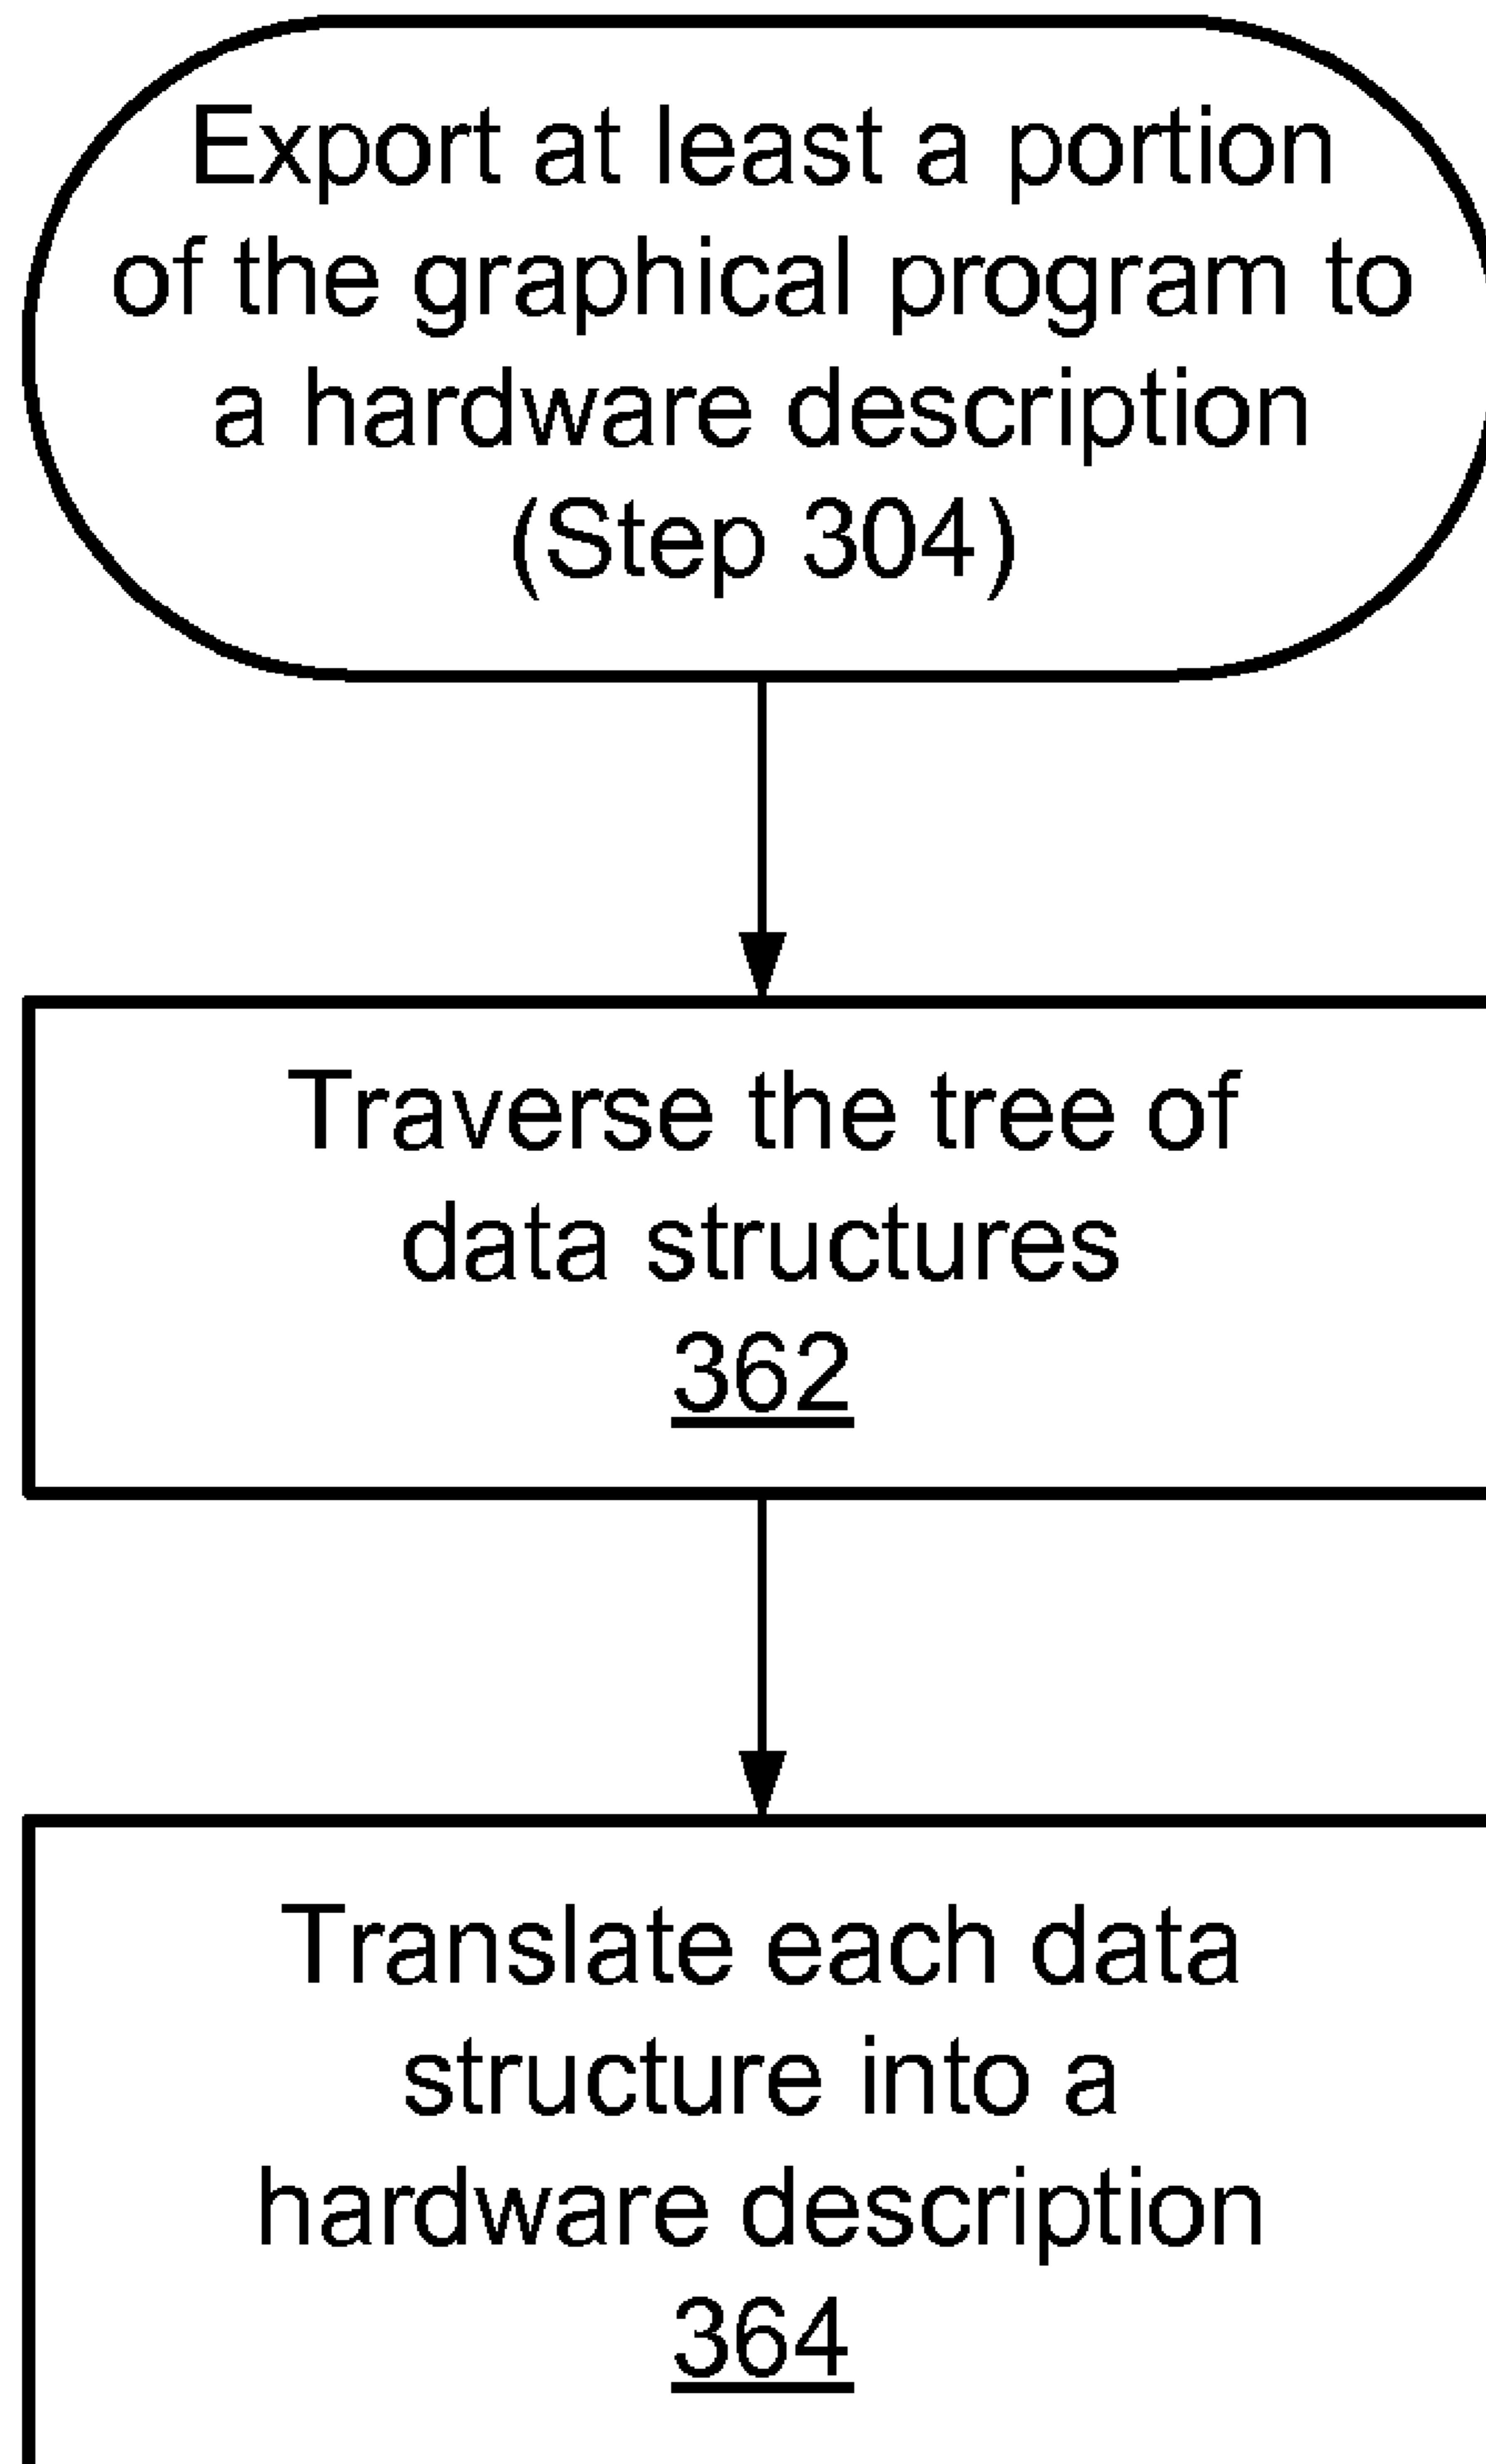 Export at least a portion
of the graphical program to
a hardware description
(Step 304)
Traverse the tree of
data structures
362
Translate each data
structure into a
hardware description
364